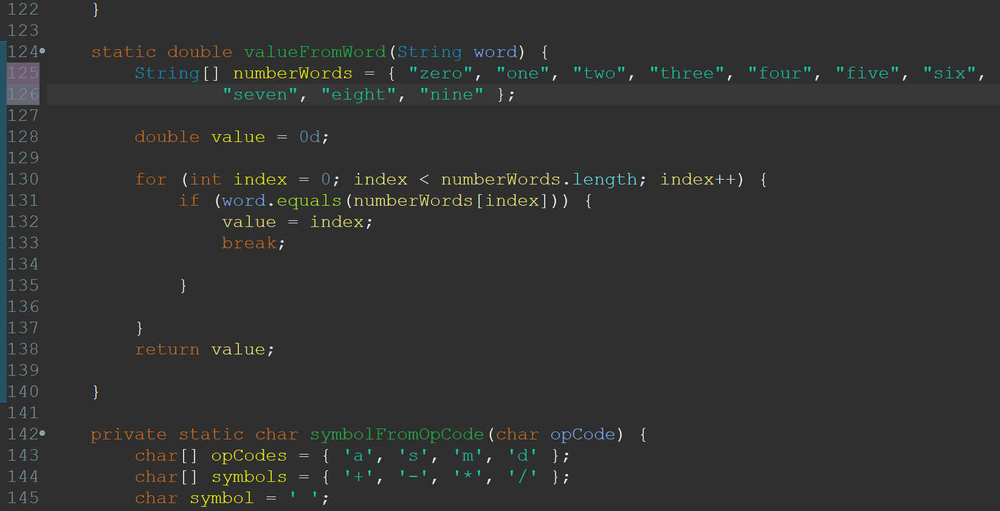 122     }
123
124     static double valueFromWord(String word) {
125         String[] numberWords = { "zero", "one", "two", "three", "four", "five", "six",
126                 "seven", "eight", "nine" };
127
128         double value = 0d;
129
130         for (int index = 0; index < numberWords.length; index++) {
131             if (word.equals(numberWords[index])) {
132                 value = index;
133                 break;
134
135             }
136
137         }
138         return value;
139
140     }
141
142     private static char symbolFromOpCode(char opCode) {
143         char[] opCodes = { 'a', 's', 'm', 'd' };
144         char[] symbols = { '+', '-', '*', '/' };
145         char symbol = ' ';